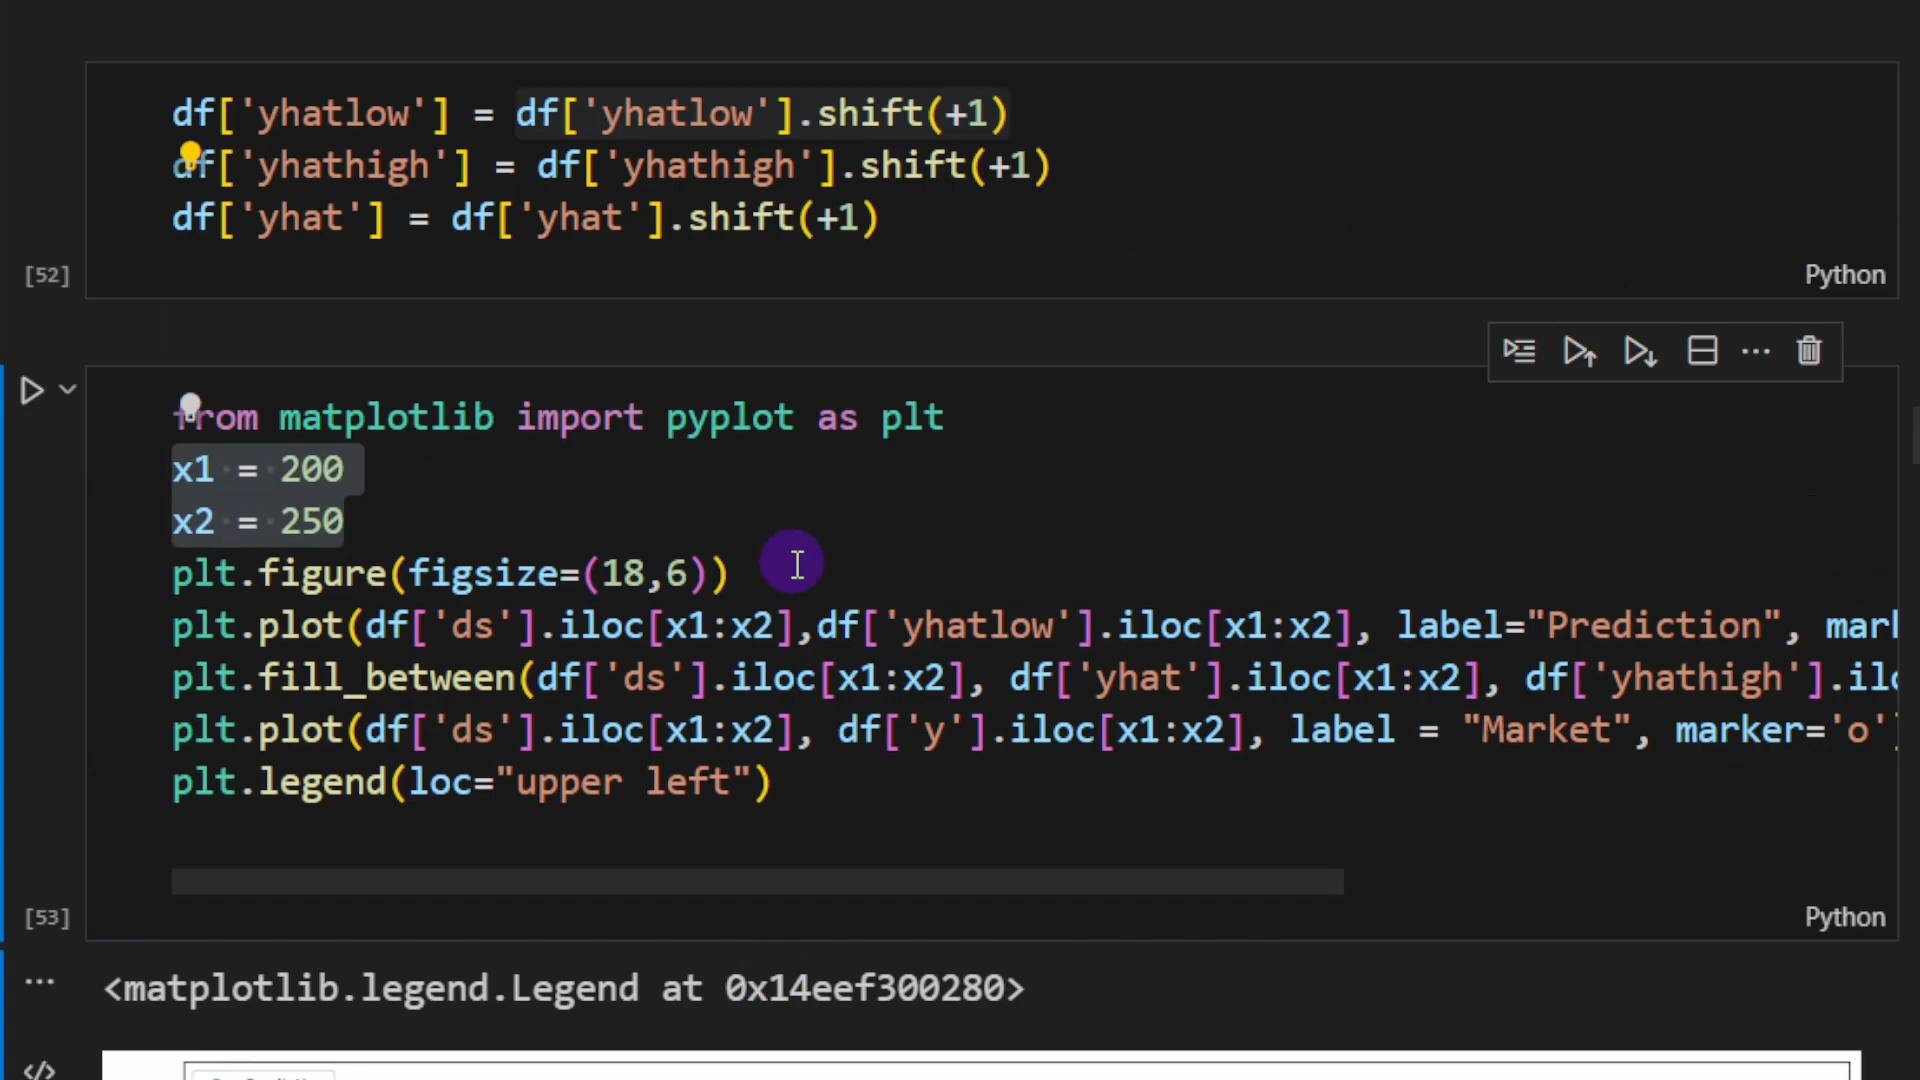 df['yhatlow'] = df['yhatlow'].shift(+1)
df['yhathigh'] = df['yhathigh'].shift(+1)
df['yhat'] = df['yhat'].shift(+1)
[52]
Python
from matplotlib import pyplot as plt
x1 = 200
x2 = 250
plt.figure(figsize=(18,6))
plt.plot(df['ds'].iloc[x1:x2],df['yhatlow'].iloc[x1:x2], label="Prediction", mar
plt.fill_between(df['ds'].iloc[x1:x2], df['yhat'].iloc[x1:x2], df['yhathigh'].il
plt.plot(df['ds'].iloc[x1:x2], df['y'].iloc[x1:x2], label = "Market", marker='o'
plt.legend(loc="upper left")
[53]
Python
<matplotlib.legend.Legend at 0x14eef300280>